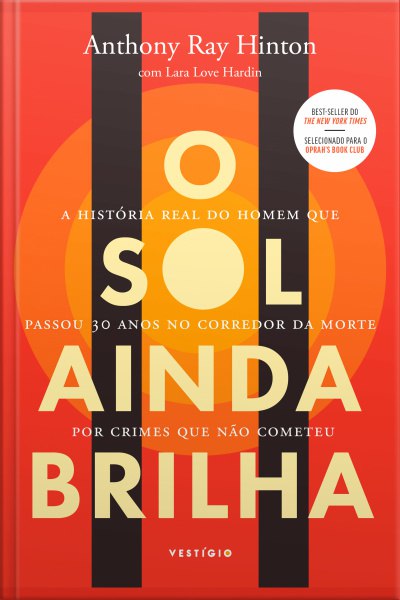 Anthony Ray Hinton
com Lara Love Hardin
BEST-SELLER DO
THE NEW YORK TIMES
SELECIONADO PARA O
OPRAH'S BOOK CLUB
O
A HISTÓRIA REAL DO HOMEM QUE
SOL
PASSOU 30 ANOS NO CORREDOR DA MORTE
AINDA
POR CRIMES QUE NÃO COMETEU
BRILHA
VESTÍGIO